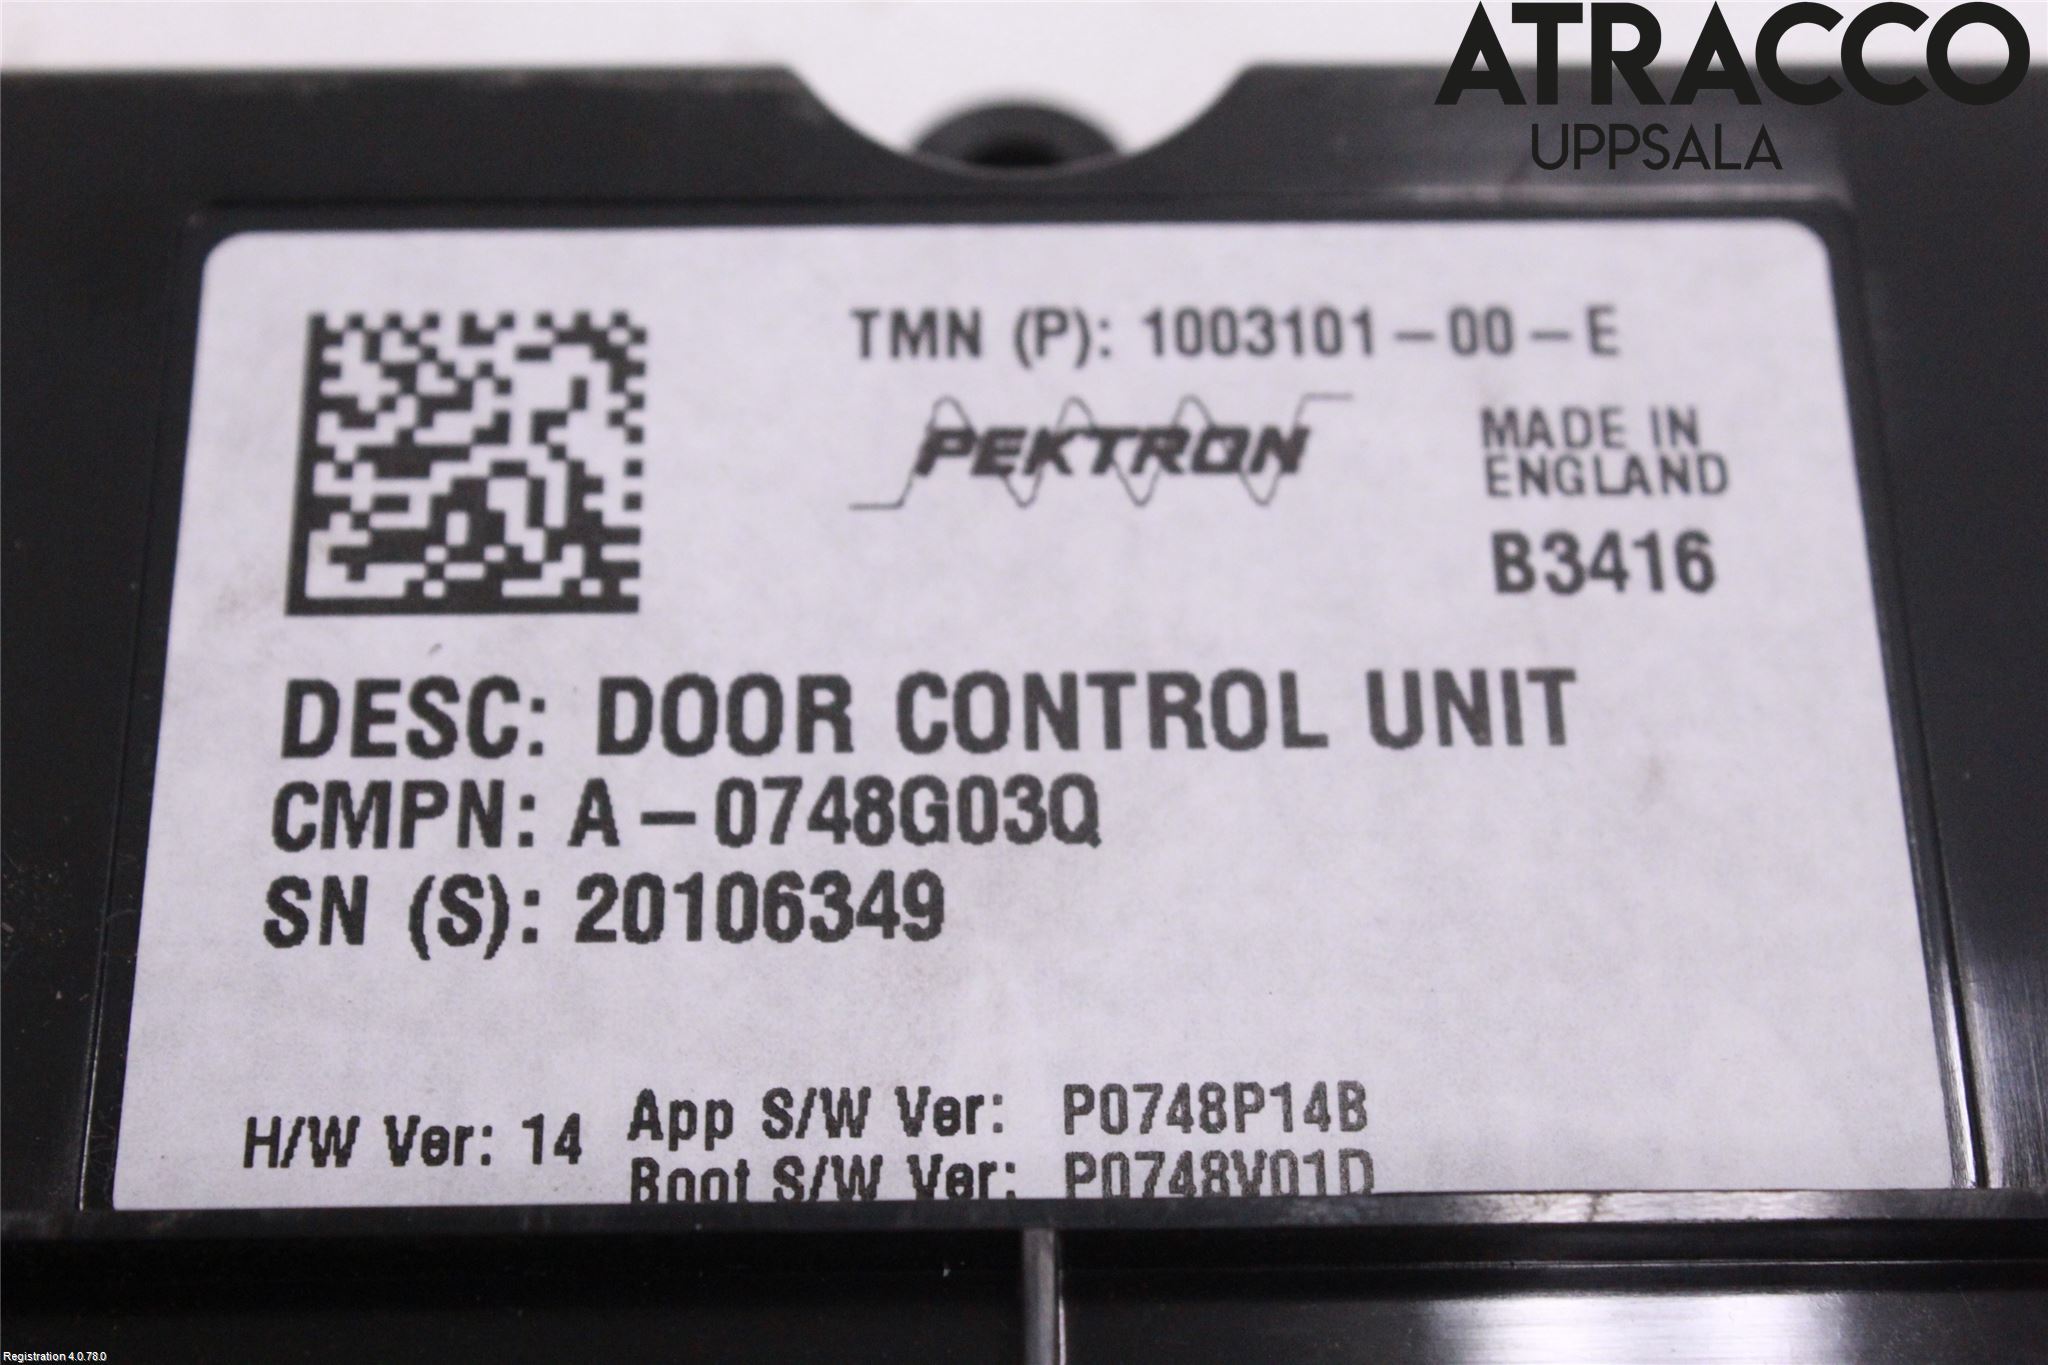 ATRACCO
UPPSALA
TMN (P): 1003101-00-E
PEKTRON
MADE IN
ENGLAND
B3416
DESC: DOOR CONTROL UNIT
CMPN: A-0748G03Q
SN (S): 20106349
H/W Ver: 14
App S/W Ver: P0748P14B
Boot S/W Ver: P0748V01D
Registration 4.0.78.0